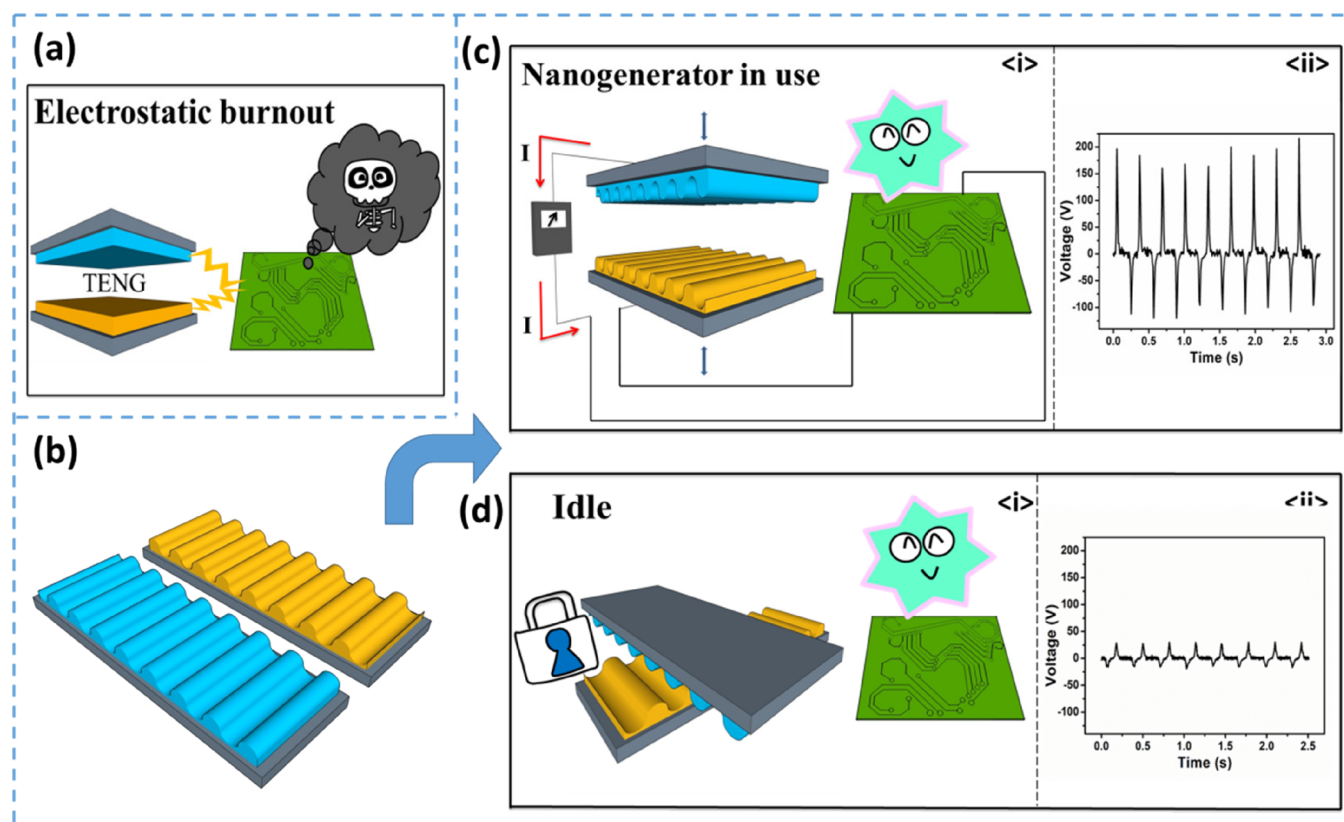 (a)
Electrostatic burnout
TENG
(b)
(c)
Nanogenerator in use
<i>
I
I
<ii>
200
150
100
50
0
-50
-100
Voltage (V)
0.0 0.5 1.0 1.5 2.0 2.5 3.0
Time (s)
(d)
Idle
<i>
<ii>
200
150
100
50
0
-50
-100
Voltage (V)
0.0 0.5 1.0 1.5 2.0 2.5
Time (s)